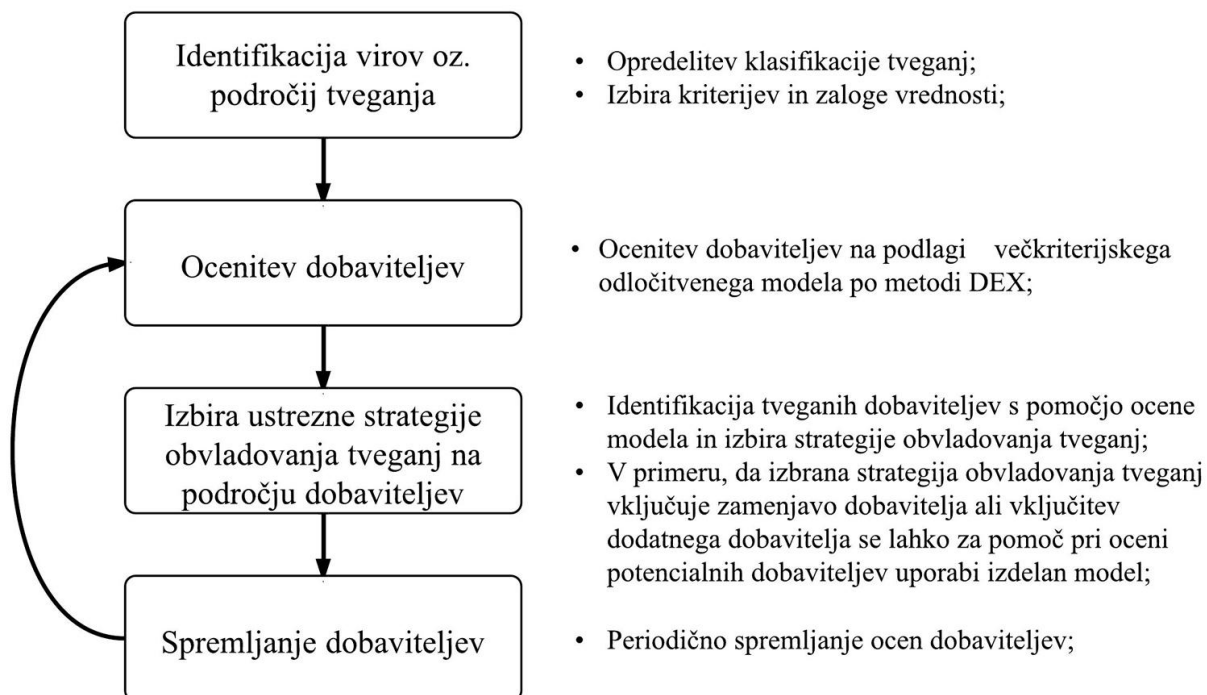 Identifikacija virov oz.
področij tveganja
• Opredelitev klasifikacije tveganj;
• Izbira kriterijev in zaloge vrednosti;
Ocenitev dobaviteljev
• Ocenitev dobaviteljev na podlagi večkriterijskega
odločitvenega modela po metodi DEX;
Izbira ustrezne strategije
obvladovanja tveganj na
področju dobaviteljev
• Identifikacija tveganih dobaviteljev s pomočjo ocene
modela in izbira strategije obvladovanja tveganj;
• V primeru, da izbrana strategija obvladovanja tveganj
vključuje zamenjavo dobavitelja ali vključitev
dodatnega dobavitelja se lahko za pomoč pri oceni
potencialnih dobaviteljev uporabi izdelan model;
Spremljanje dobaviteljev
• Periodično spremljanje ocen dobaviteljev;